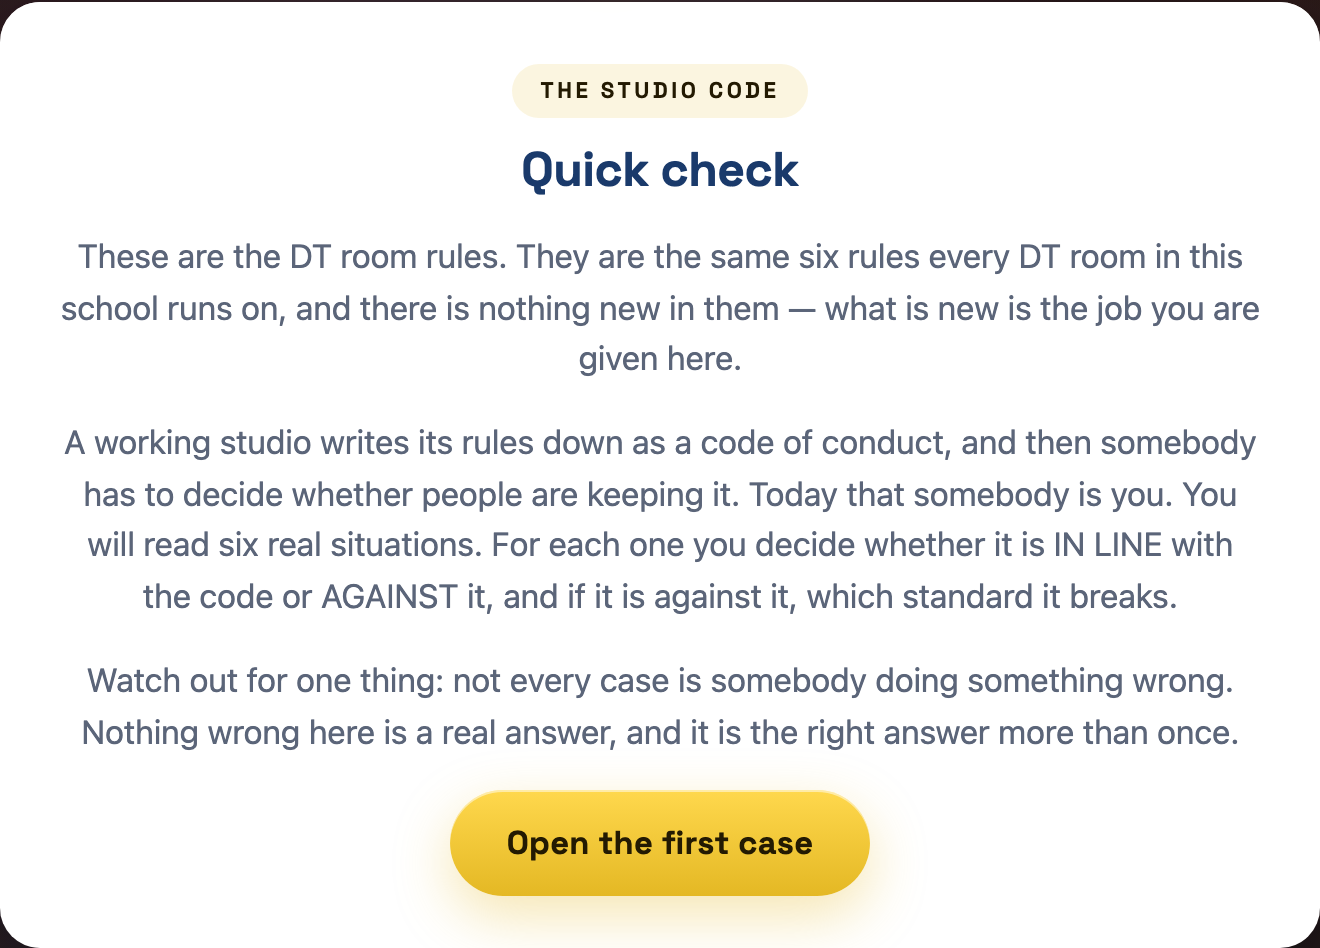 THE STUDIO CODE
Quick check
These are the DT room rules. They are the same six rules every DT room in this
school runs on, and there is nothing new in them — what is new is the job you are
given here.
A working studio writes its rules down as a code of conduct, and then somebody
has to decide whether people are keeping it. Today that somebody is you. You
will read six real situations. For each one you decide whether it is IN LINE with
the code or AGAINST it, and if it is against it, which standard it breaks.
Watch out for one thing: not every case is somebody doing something wrong.
Nothing wrong here is a real answer, and it is the right answer more than once.
Open the first case